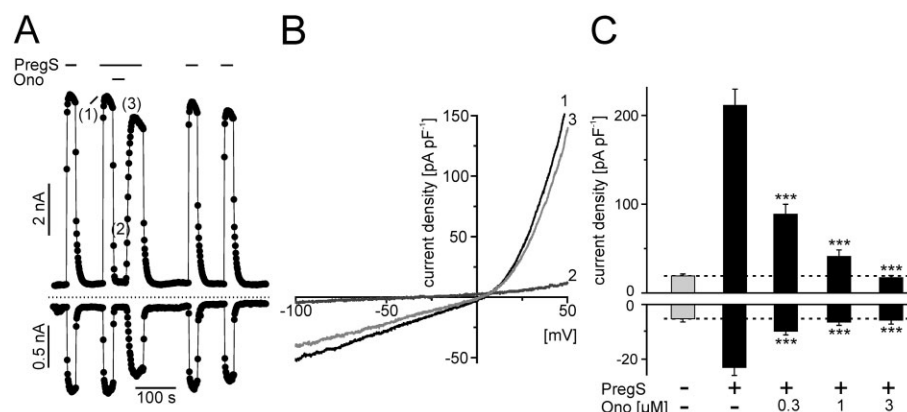 A
PregS
Ono
(1)
(3)
(2)
2 nA
0.5 nA
100 s
B
current density [pA pF⁻¹]
150
100
50
-50
-100
-50
50
[mV]
1
3
2
C
current density [pA pF⁻¹]
200
100
0
0
-20
***
***
***
***
***
***
PregS - + + + +
Ono [µM] - - 0.3 1 3